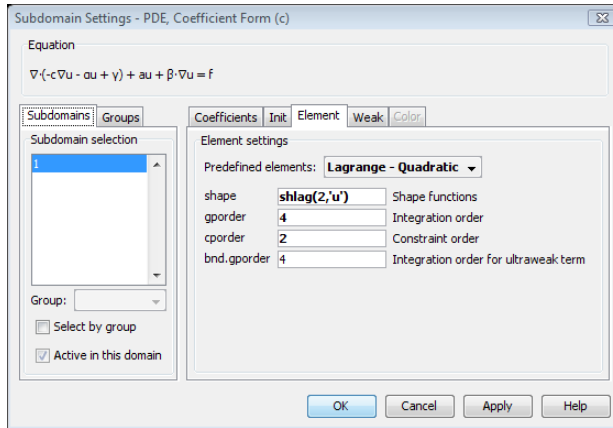 Subdomain Settings - PDE, Coefficient Form (c)
Equation
∇·(-c∇u - αu + γ) + au + β·∇u = f
Subdomains Groups
Subdomain selection
1
Group:
Select by group
Active in this domain
Coefficients Init Element Weak Color
Element settings
Predefined elements: Lagrange - Quadratic
shape shlag(2,'u') Shape functions
gporder 4 Integration order
cporder 2 Constraint order
bnd.gporder 4 Integration order for ultraweak term
OK Cancel Apply Help